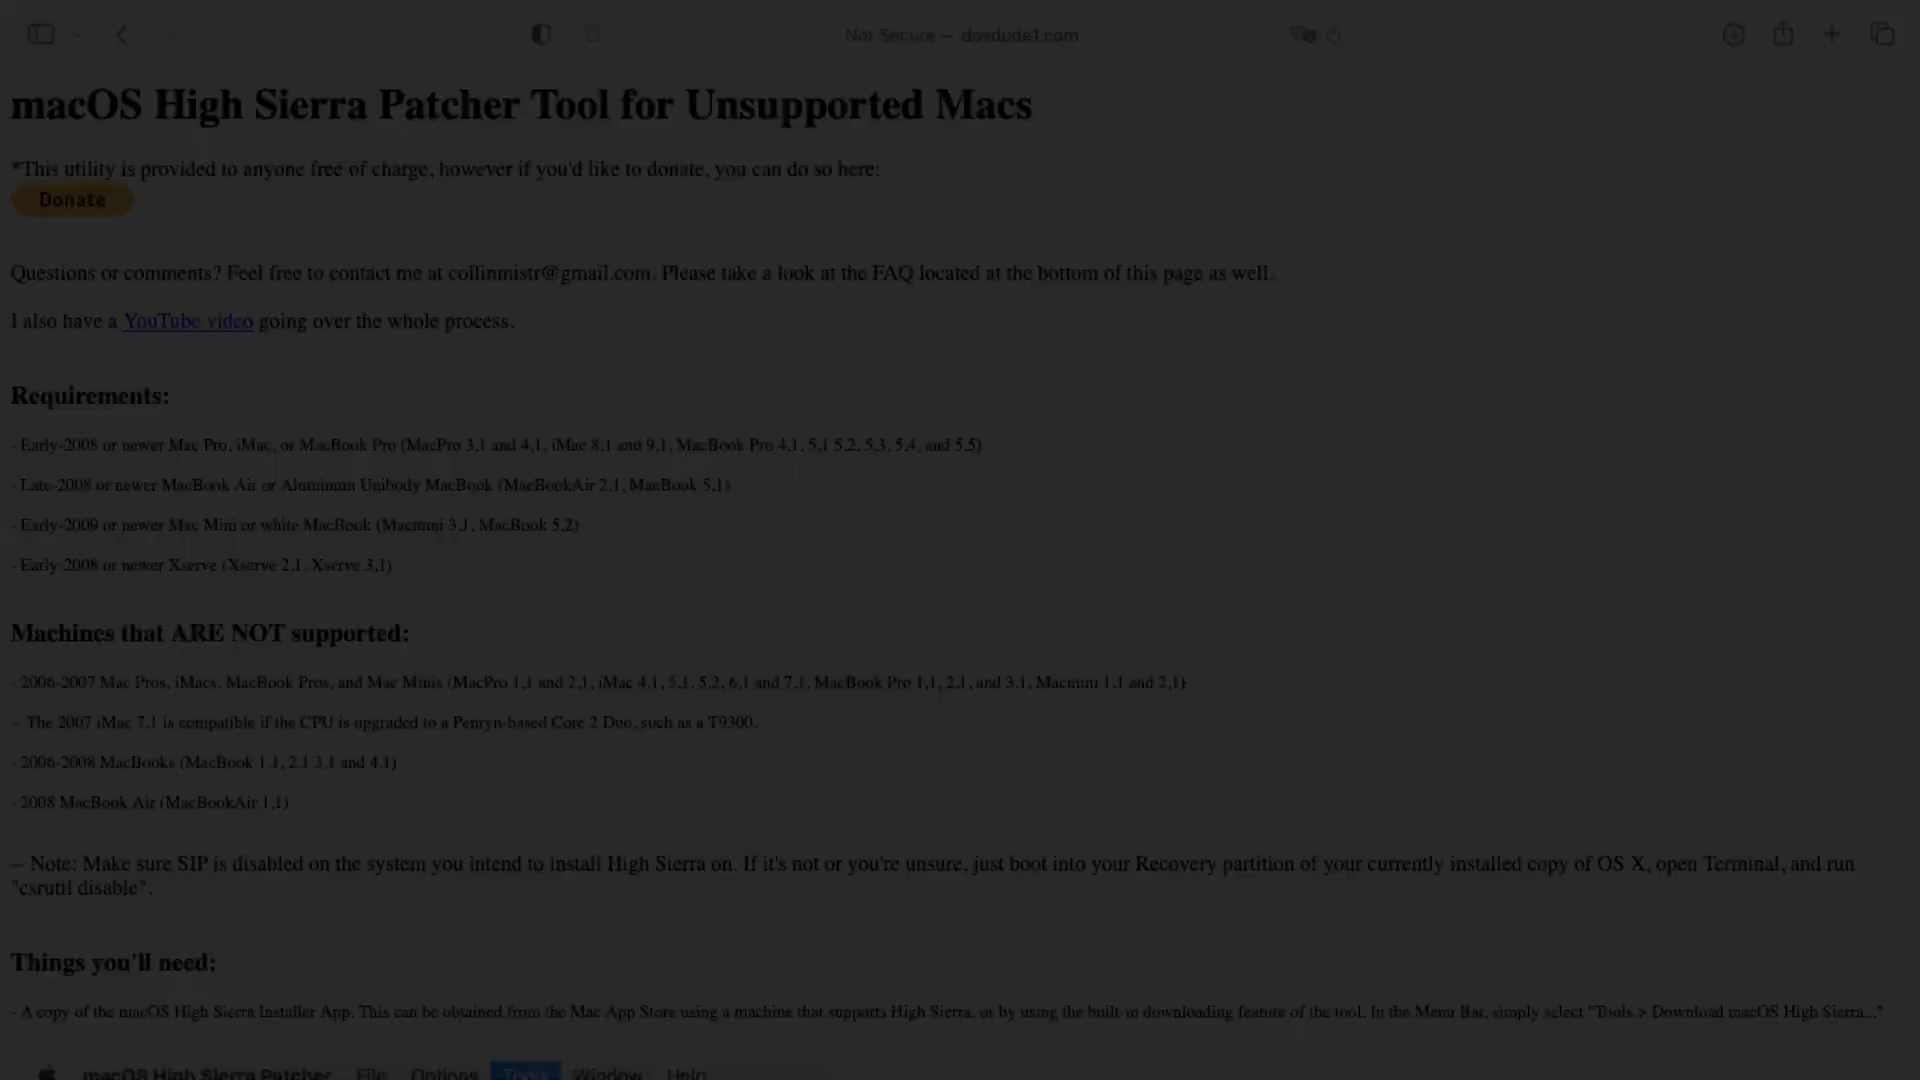 Not Secure — dosdude1.com
macOS High Sierra Patcher Tool for Unsupported Macs
*This utility is provided to anyone free of charge, however if you'd like to donate, you can do so here:
Donate
Questions or comments? Feel free to contact me at collinmistr@gmail.com. Please take a look at the FAQ located at the bottom of this page as well.
I also have a YouTube video going over the whole process.
Requirements:
- Early-2008 or newer Mac Pro, iMac, or MacBook Pro (MacPro 3,1 and 4,1, iMac 8,1 and 9,1, MacBook Pro 4,1, 5,1 5,2, 5,3, 5,4, and 5,5)
- Late-2008 or newer MacBook Air or Aluminum Unibody MacBook (MacBookAir 2,1, MacBook 5,1)
- Early-2009 or newer Mac Mini or white MacBook (Macmini 3,1, MacBook 5,2)
- Early-2008 or newer Xserve (Xserve 2,1, Xserve 3,1)
Machines that ARE NOT supported:
- 2006-2007 Mac Pros, iMacs, MacBook Pros, and Mac Minis (MacPro 1,1 and 2,1, iMac 4,1, 5,1, 5,2, 6,1 and 7,1, MacBook Pro 1,1, 2,1, and 3,1, Macmini 1,1 and 2,1)
-- The 2007 iMac 7,1 is compatible if the CPU is upgraded to a Penryn-based Core 2 Duo, such as a T9300.
- 2006-2008 MacBooks (MacBook 1,1, 2,1 3,1 and 4,1)
- 2008 MacBook Air (MacBookAir 1,1)
-- Note: Make sure SIP is disabled on the system you intend to install High Sierra on. If it's not or you're unsure, just boot into your Recovery partition of your currently installed copy of OS X, open Terminal, and run
"csrutil disable".
Things you'll need:
- A copy of the macOS High Sierra Installer App. This can be obtained from the Mac App Store using a machine that supports High Sierra, or by using the built-in downloading feature of the tool. In the Menu Bar, simply select "Tools > Download macOS High Sierra..."
macOS High Sierra Patcher File Options Tools Window Help